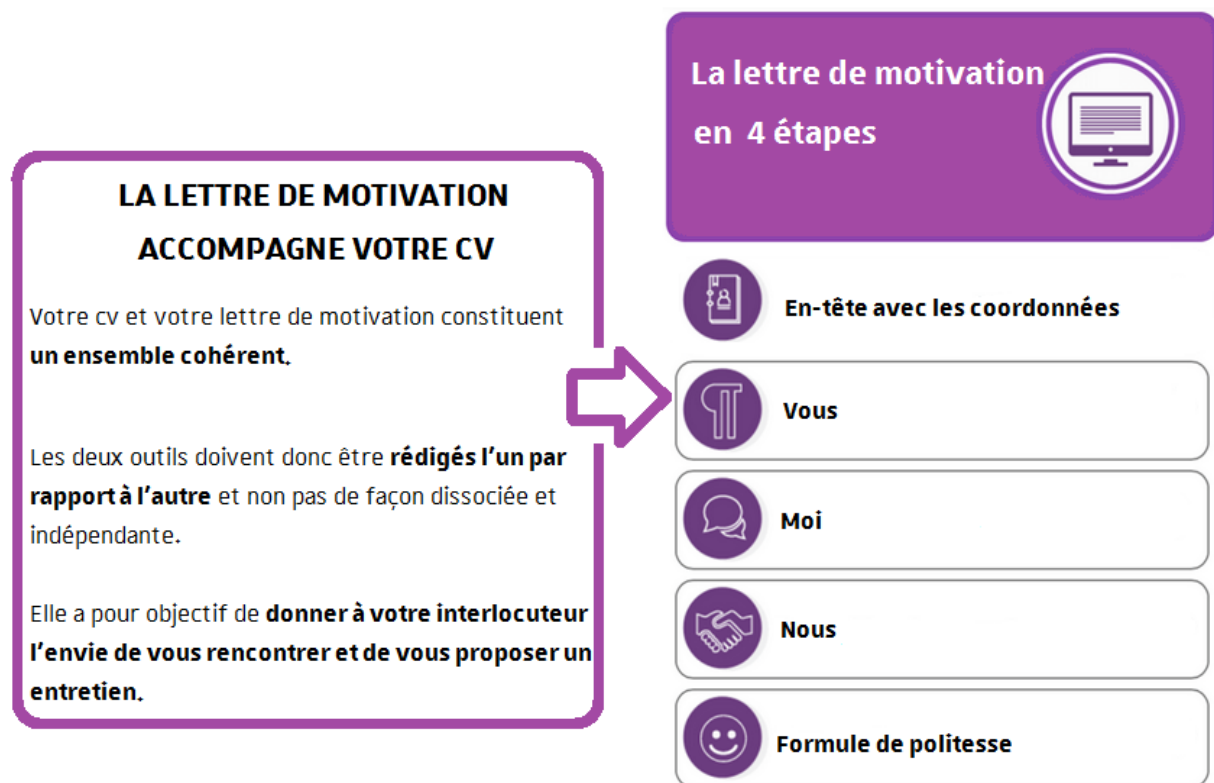 LA LETTRE DE MOTIVATION
ACCOMPAGNE VOTRE CV
Votre cv et votre lettre de motivation constituent
un ensemble cohérent.
Les deux outils doivent donc être rédigés l'un par
rapport à l'autre et non pas de façon dissociée et
indépendante.
Elle a pour objectif de donner à votre interlocuteur
l'envie de vous rencontrer et de vous proposer un
entretien.
La lettre de motivation
en 4 étapes
En-tête avec les coordonnées
Vous
Moi
Nous
Formule de politesse